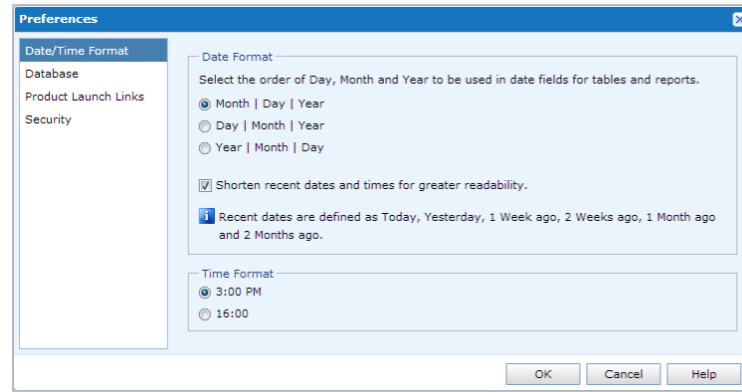 Preferences
Date/Time Format
Database
Product Launch Links
Security
Date Format
Select the order of Day, Month and Year to be used in date fields for tables and reports.
Month | Day | Year
Day | Month | Year
Year | Month | Day
Shorten recent dates and times for greater readability.
Recent dates are defined as Today, Yesterday, 1 Week ago, 2 Weeks ago, 1 Month ago
and 2 Months ago.
Time Format
3:00 PM
16:00
OK Cancel Help